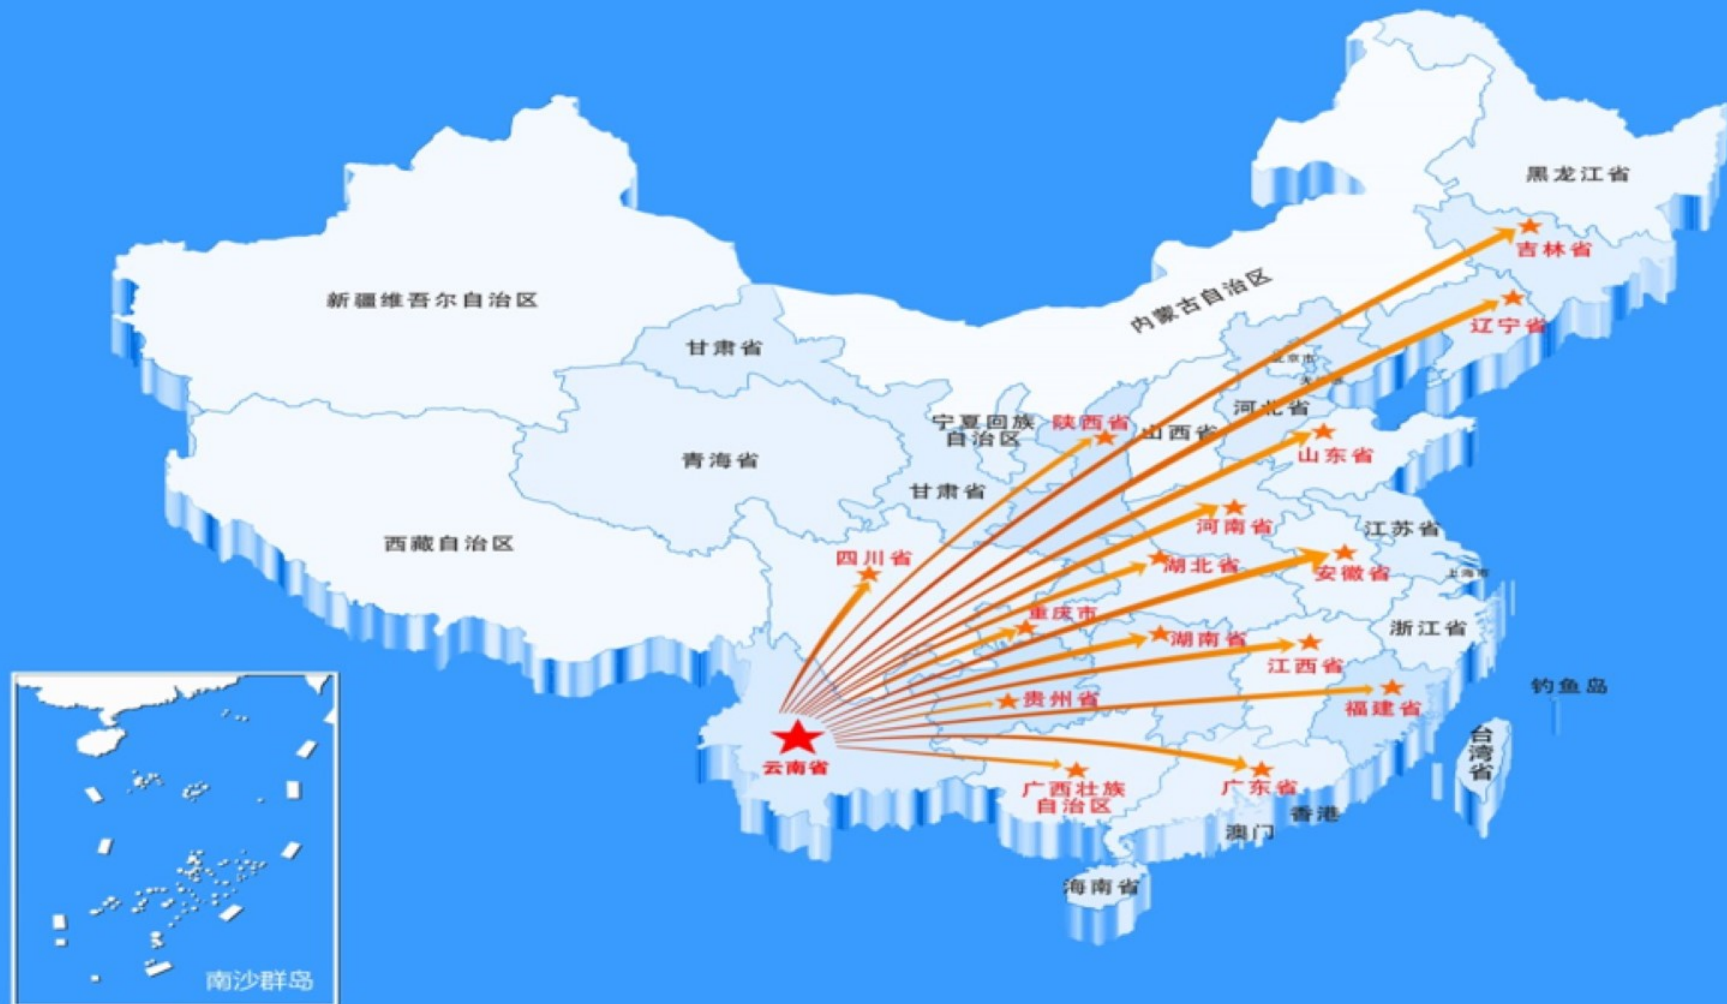 黑龙江省
吉林省
内蒙古自治区
新疆维吾尔自治区
辽宁省
甘肃省
北京市
天津市
河北省
宁夏回族
自治区
陕西省
山西省
山东省
青海省
甘肃省
河南省
江苏省
西藏自治区
四川省
湖北省
安徽省
上海市
重庆市
浙江省
湖南省
江西省
钓鱼岛
贵州省
福建省
云南省
台湾省
广西壮族
自治区
广东省
香港
澳门
海南省
南沙群岛